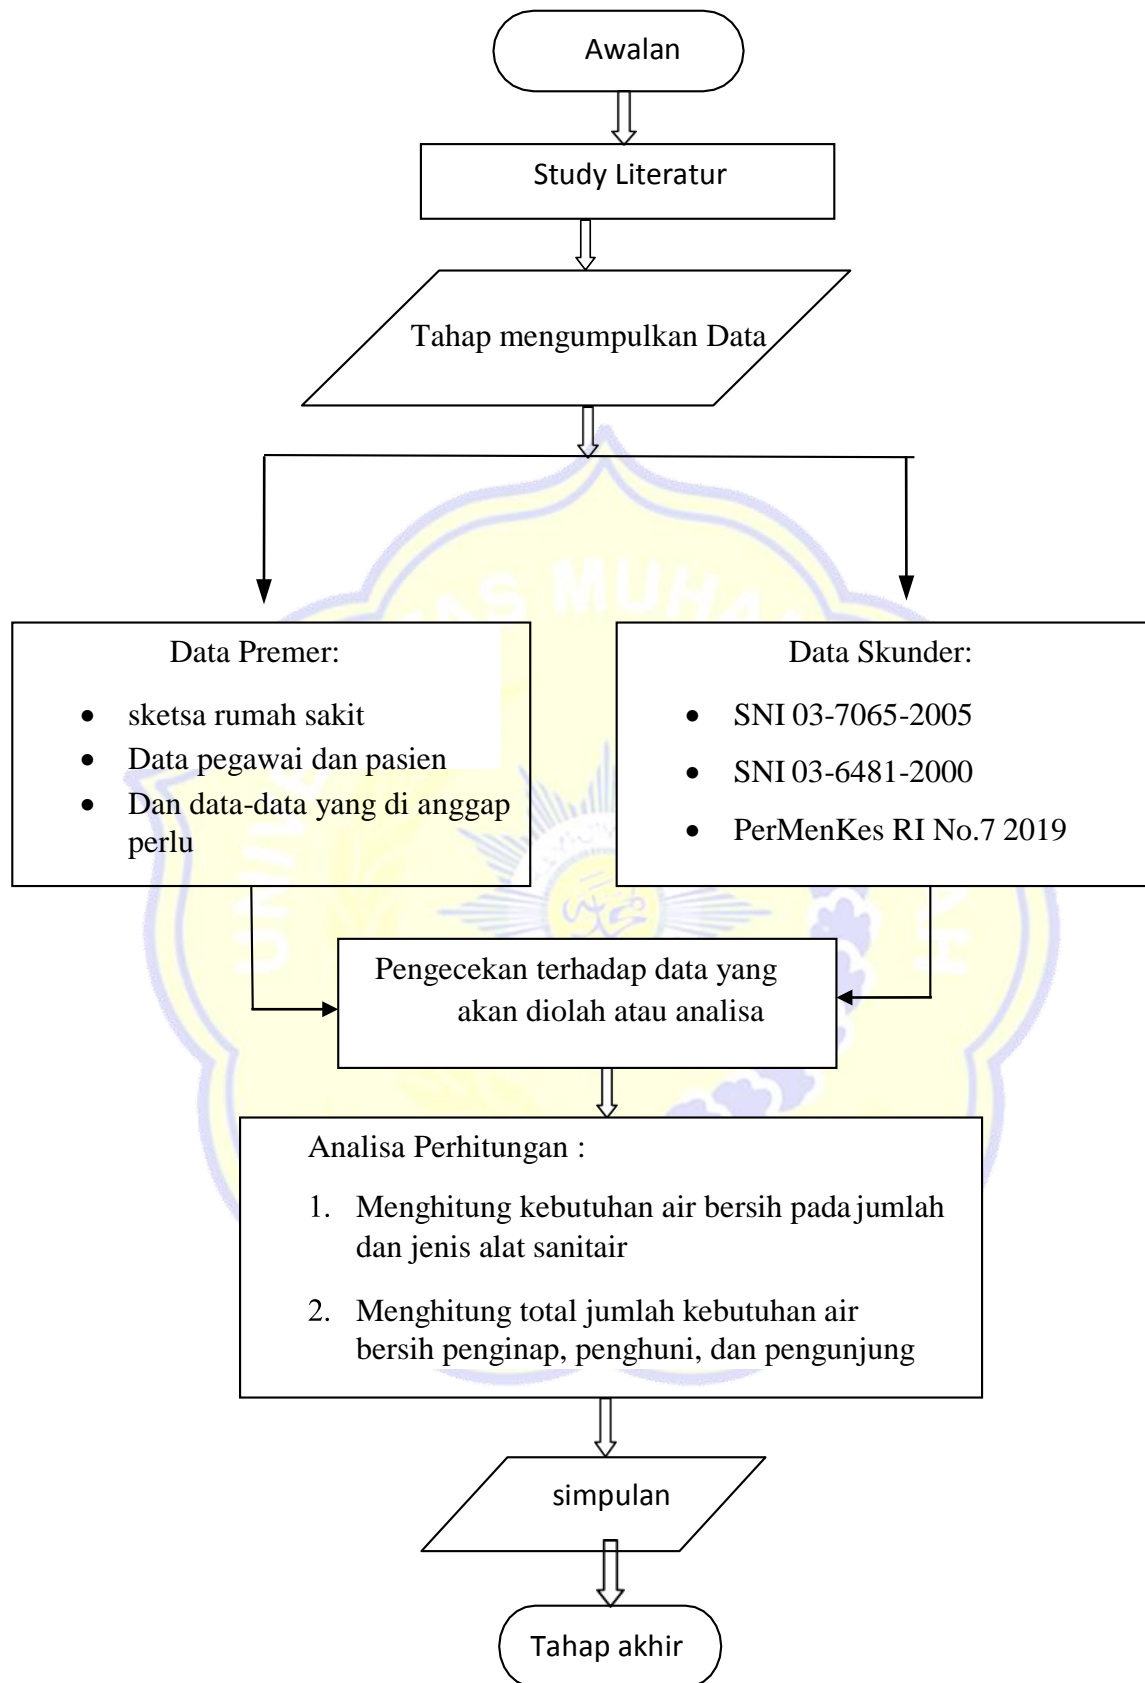 Awalan
Study Literatur
Tahap mengumpulkan Data
Data Premer:
• sketsa rumah sakit
• Data pegawai dan pasien
• Dan data-data yang di anggap
perlu
Data Skunder:
• SNI 03-7065-2005
• SNI 03-6481-2000
• PerMenKes RI No.7 2019
Pengecekan terhadap data yang
akan diolah atau analisa
Analisa Perhitungan :
1. Menghitung kebutuhan air bersih pada jumlah
dan jenis alat sanitair
2. Menghitung total jumlah kebutuhan air
bersih penginap, penghuni, dan pengunjung
simpulan
Tahap akhir